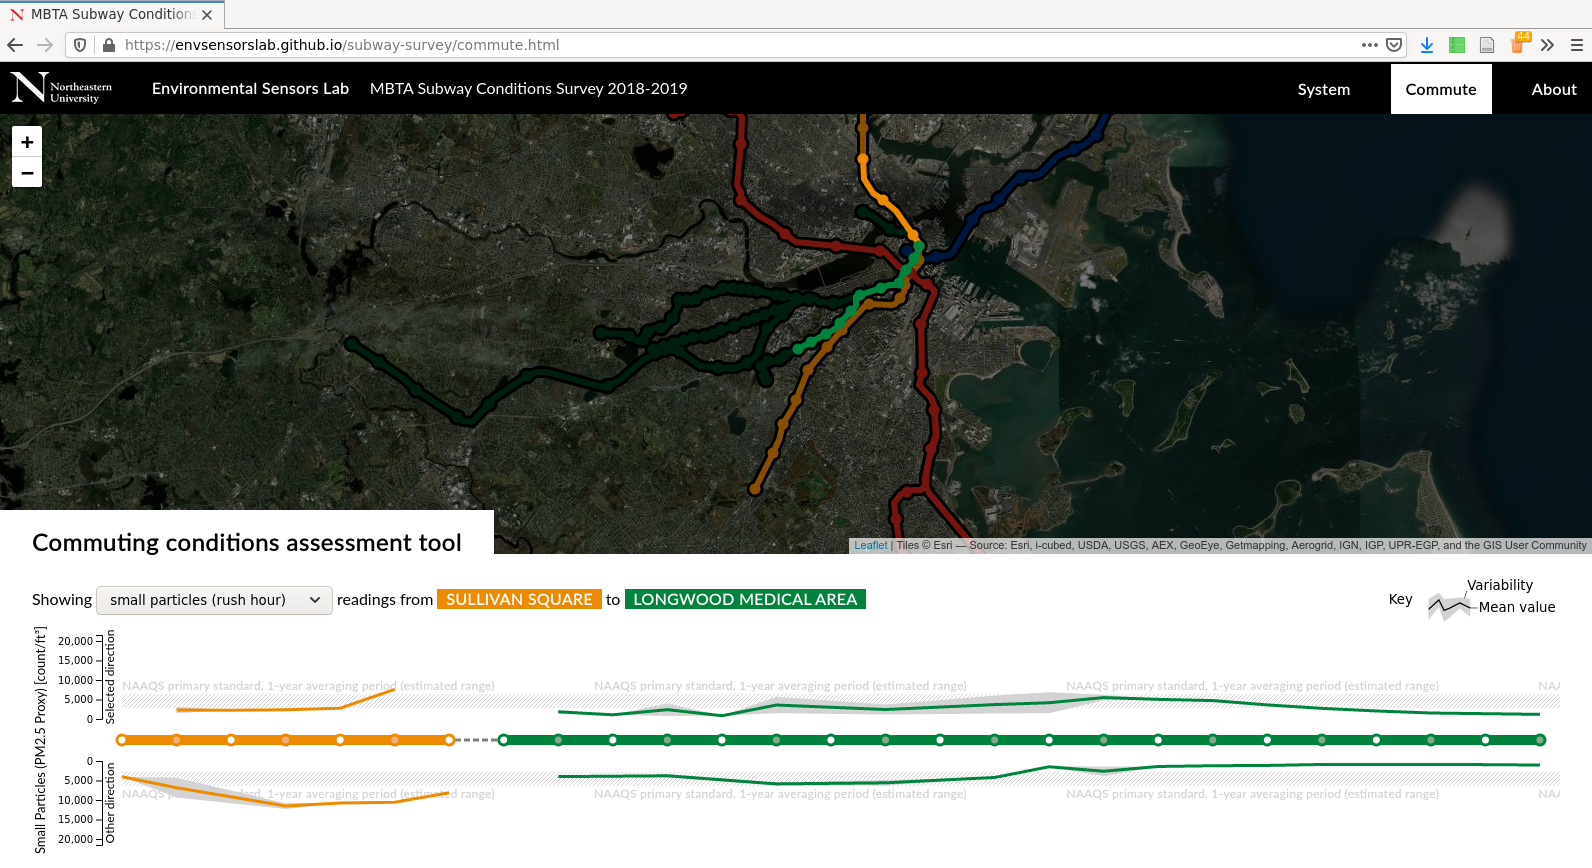 MBTA Subway Conditions
https://envsensorslab.github.io/subway-survey/commute.html
44
N Northeastern University
Environmental Sensors Lab
MBTA Subway Conditions Survey 2018-2019
System
Commute
About
+
−
Leaflet | Tiles © Esri — Source: Esri, i-cubed, USDA, USGS, AEX, GeoEye, Getmapping, Aerogrid, IGN, IGP, UPR-EGP, and the GIS User Community
Commuting conditions assessment tool
Showing small particles (rush hour) readings from SULLIVAN SQUARE to LONGWOOD MEDICAL AREA
Key
Variability
Mean value
Small Particles (PM2.5 Proxy) [count/ft³]
20,000
15,000
10,000
5,000
0
Selected direction
NAAQS primary standard, 1-year averaging period (estimated range)
NAAQS primary standard, 1-year averaging period (estimated range)
NAAQS primary standard, 1-year averaging period (estimated range)
NAA
0
5,000
10,000
15,000
20,000
Other direction
NAAQS primary standard, 1-year averaging period (estimated range)
NAAQS primary standard, 1-year averaging period (estimated range)
NAAQS primary standard, 1-year averaging period (estimated range)
NAA